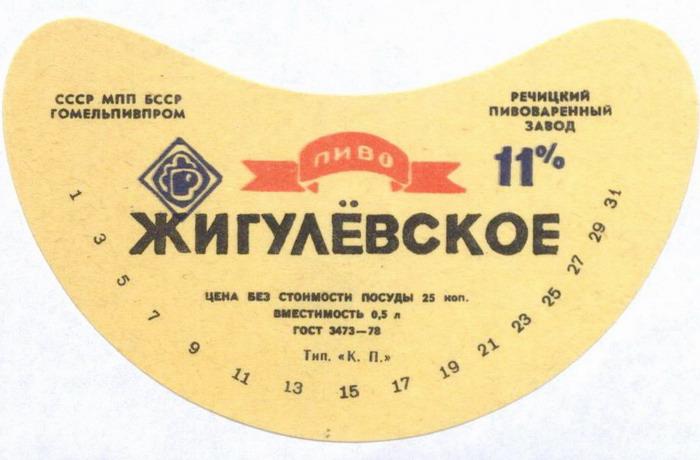 СССР МПП БССР
ГОМЕЛЬПИВПРОМ
РЕЧИЦКИЙ
ПИВОВАРЕННЫЙ
ЗАВОД
ПИВО
11%
ЖИГУЛЁВСКОЕ
ЦЕНА БЕЗ СТОИМОСТИ ПОСУДЫ 25 коп.
ВМЕСТИМОСТЬ 0,5 л
ГОСТ 3473—78
Тип. «К. П.»
1 3 5 7 9 11 13 15 17 19 21 23 25 27 29 31